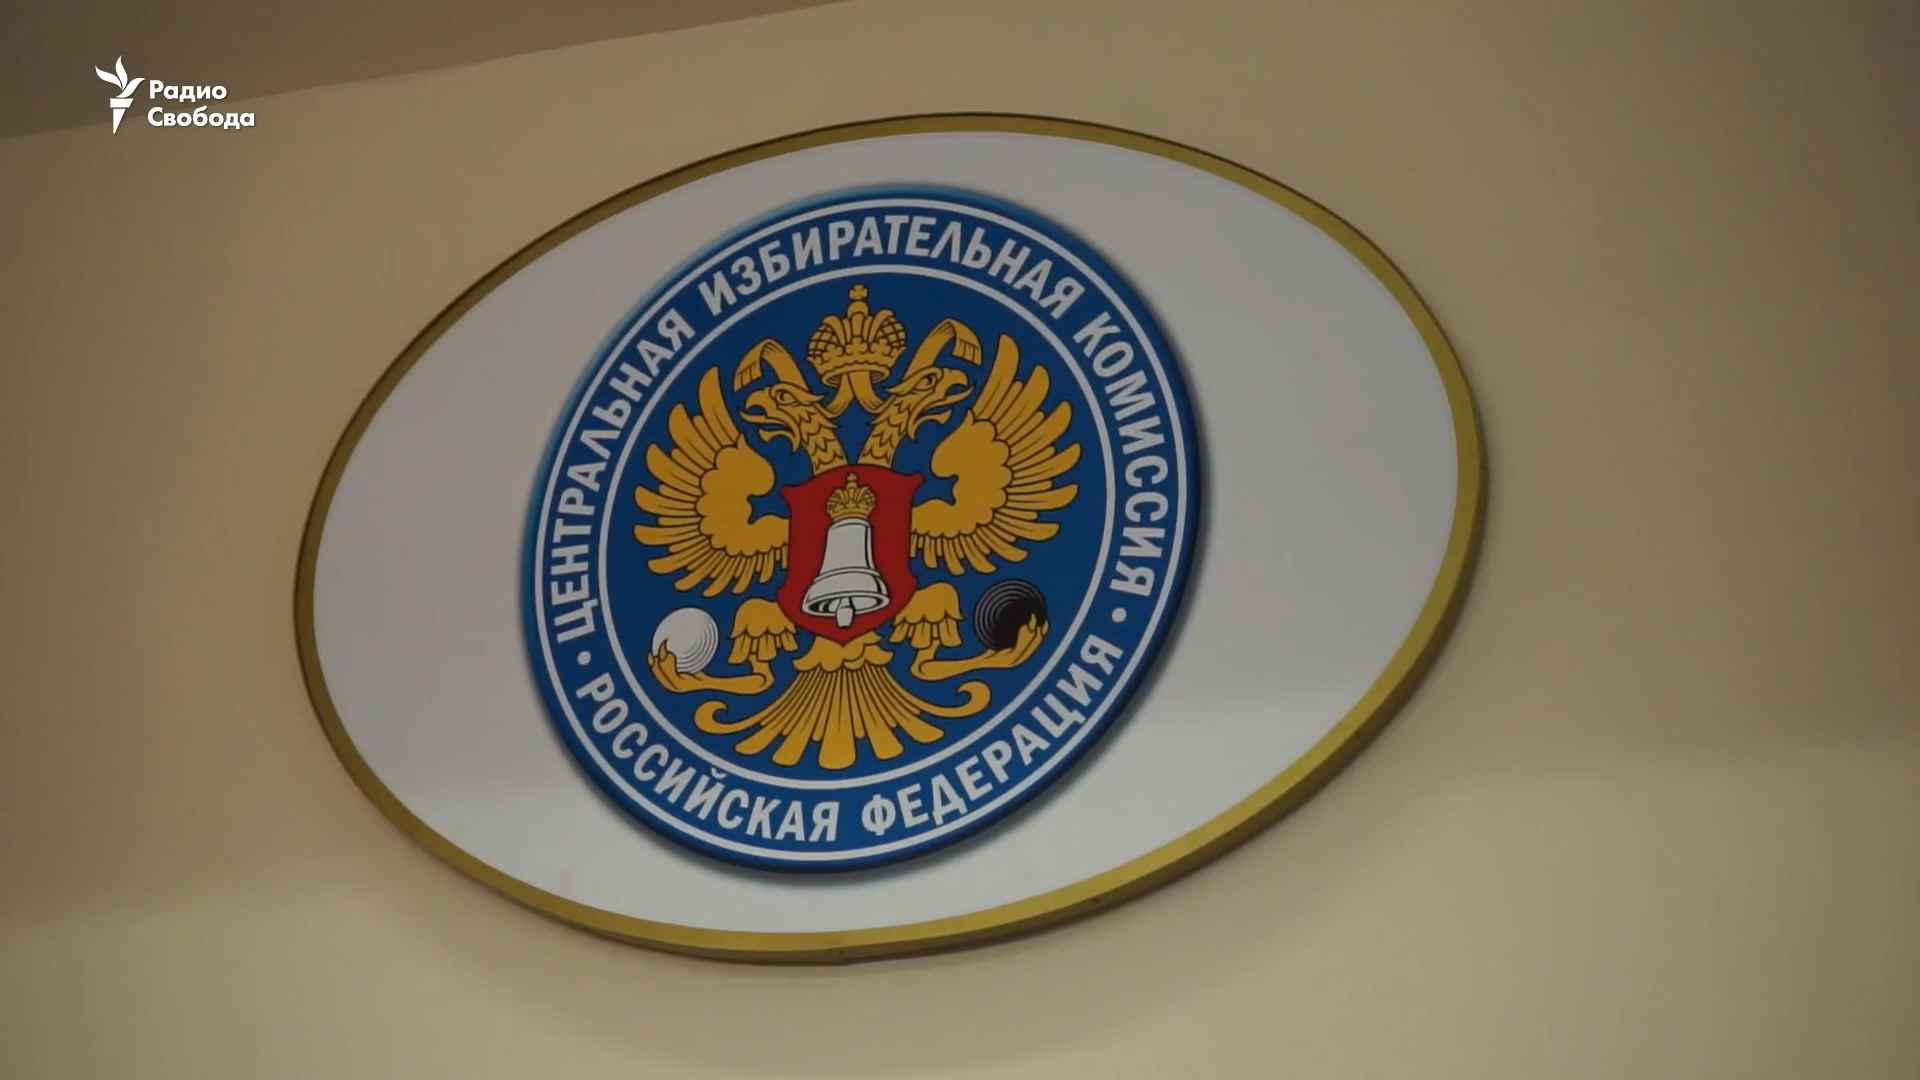 Радио
Свобода
ЦЕНТРАЛЬНАЯ ИЗБИРАТЕЛЬНАЯ КОМИССИЯ
• РОССИЙСКАЯ ФЕДЕРАЦИЯ •